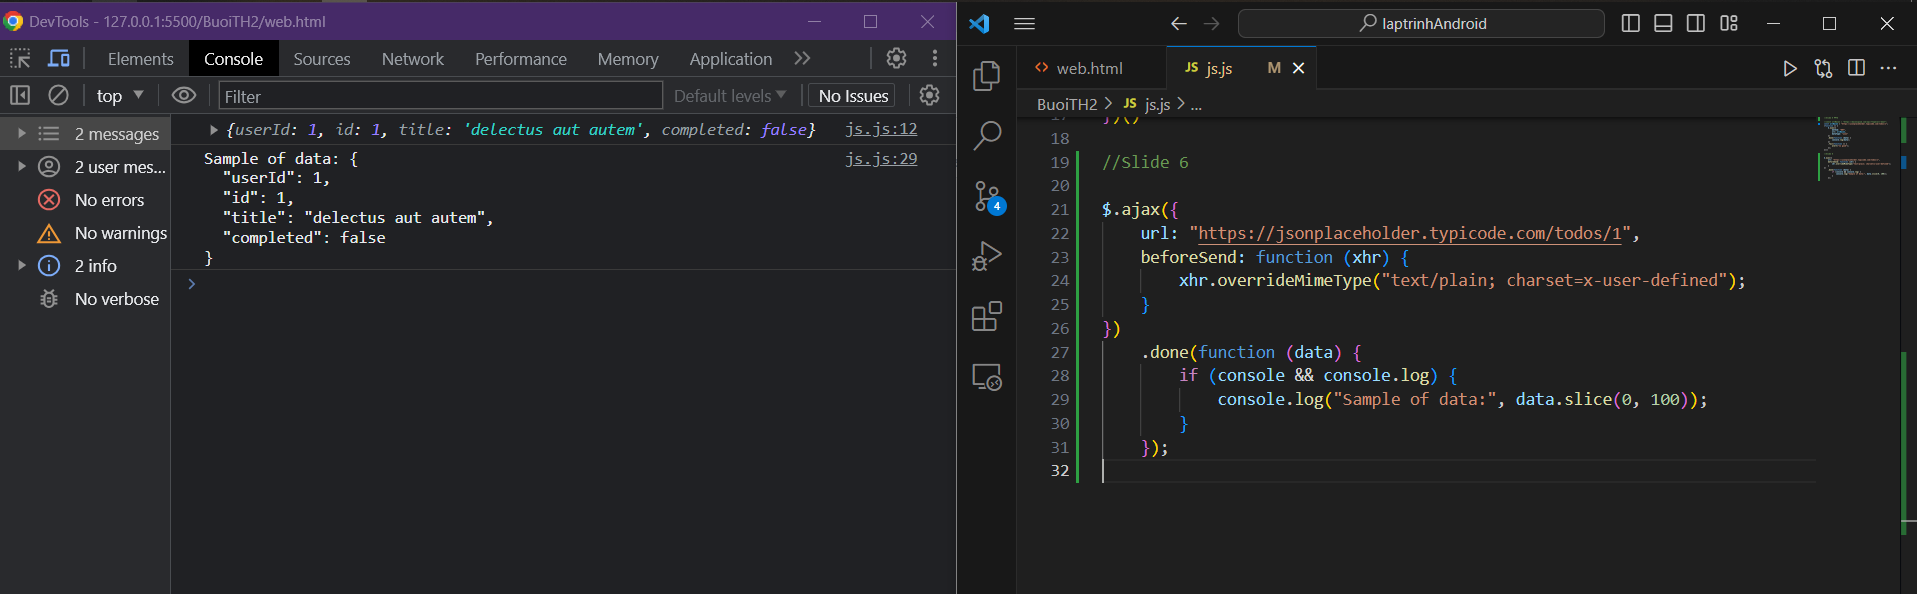 DevTools - 127.0.0.1:5500/BuoiTH2/web.html
Elements Console Sources Network Performance Memory Application
top Filter Default levels No Issues
2 messages
2 user mes...
No errors
No warnings
2 info
No verbose
{userId: 1, id: 1, title: 'delectus aut autem', completed: false} js.js:12
Sample of data: { js.js:29
"userId": 1,
"id": 1,
"title": "delectus aut autem",
"completed": false
}
laptrinhAndroid
web.html JS js.js M
BuoiTH2 > JS js.js > ...
4
17 })()
18
19 //Slide 6
20
21 $.ajax({
22 url: "https://jsonplaceholder.typicode.com/todos/1",
23 beforeSend: function (xhr) {
24 xhr.overrideMimeType("text/plain; charset=x-user-defined");
25 }
26 })
27 .done(function (data) {
28 if (console && console.log) {
29 console.log("Sample of data:", data.slice(0, 100));
30 }
31 });
32